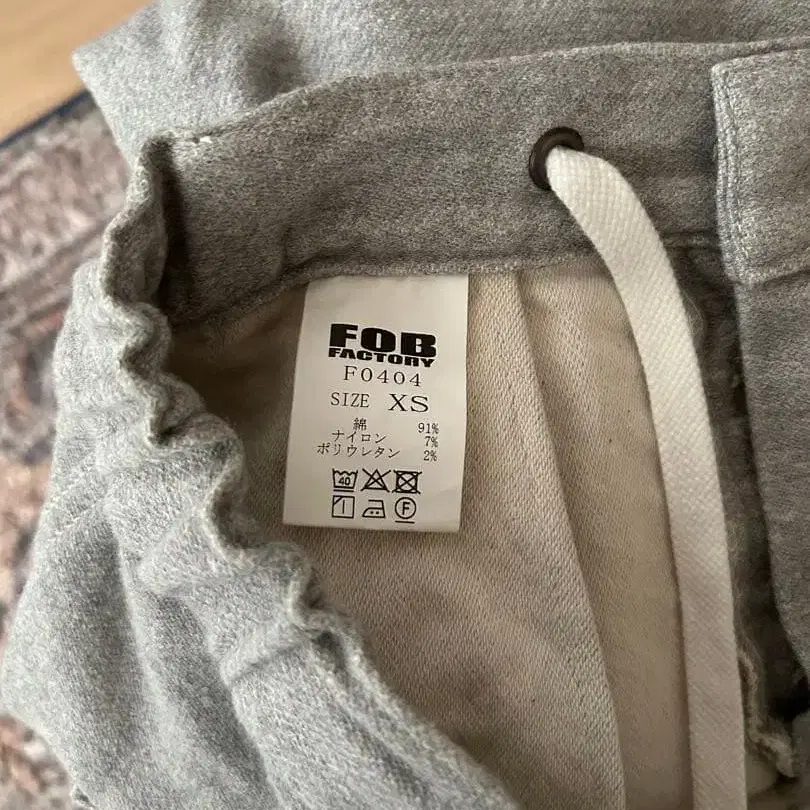 FOB
FACTORY
F0404
SIZE XS
綿 91%
ナイロン 7%
ポリウレタン 2%
40
F